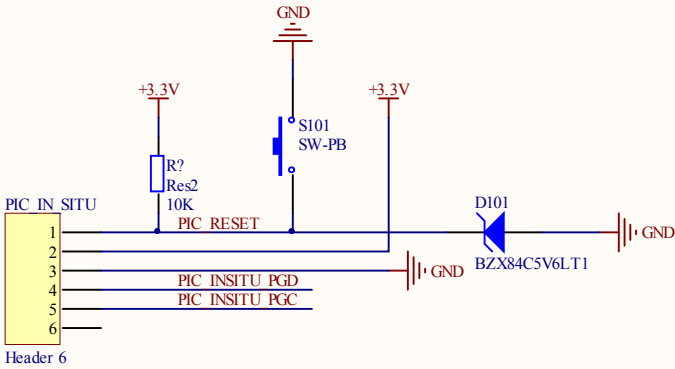 GND
+3.3V
+3.3V
S101
SW-PB
R?
Res2
10K
PIC_IN_SITU
D101
1
PIC_RESET
GND
2
BZX84C5V6LT1
3
GND
4
PIC_INSITU_PGD
5
PIC_INSITU_PGC
6
Header 6